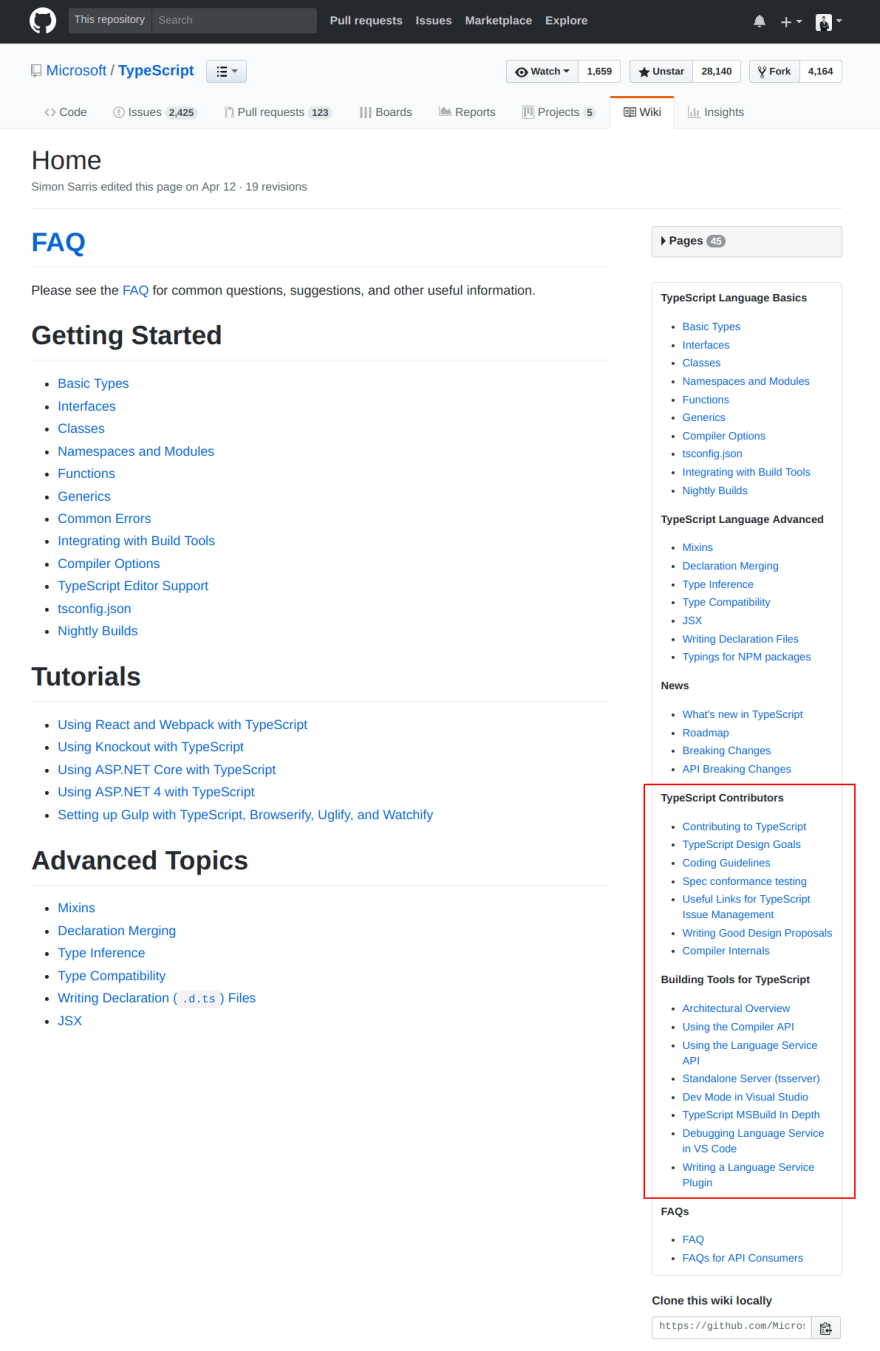 This repository Search Pull requests Issues Marketplace Explore
Microsoft / TypeScript
Watch 1,659 Unstar 28,140 Fork 4,164
Code Issues 2,425 Pull requests 123 Boards Reports Projects 5 Wiki Insights
Home
Simon Sarris edited this page on Apr 12 · 19 revisions
FAQ
Please see the FAQ for common questions, suggestions, and other useful information.
Getting Started
Basic Types
Interfaces
Classes
Namespaces and Modules
Functions
Generics
Common Errors
Integrating with Build Tools
Compiler Options
TypeScript Editor Support
tsconfig.json
Nightly Builds
Tutorials
Using React and Webpack with TypeScript
Using Knockout with TypeScript
Using ASP.NET Core with TypeScript
Using ASP.NET 4 with TypeScript
Setting up Gulp with TypeScript, Browserify, Uglify, and Watchify
Advanced Topics
Mixins
Declaration Merging
Type Inference
Type Compatibility
Writing Declaration ( .d.ts ) Files
JSX
Pages 45
TypeScript Language Basics
Basic Types
Interfaces
Classes
Namespaces and Modules
Functions
Generics
Compiler Options
tsconfig.json
Integrating with Build Tools
Nightly Builds
TypeScript Language Advanced
Mixins
Declaration Merging
Type Inference
Type Compatibility
JSX
Writing Declaration Files
Typings for NPM packages
News
What's new in TypeScript
Roadmap
Breaking Changes
API Breaking Changes
TypeScript Contributors
Contributing to TypeScript
TypeScript Design Goals
Coding Guidelines
Spec conformance testing
Useful Links for TypeScript
Issue Management
Writing Good Design Proposals
Compiler Internals
Building Tools for TypeScript
Architectural Overview
Using the Compiler API
Using the Language Service
API
Standalone Server (tsserver)
Dev Mode in Visual Studio
TypeScript MSBuild In Depth
Debugging Language Service
in VS Code
Writing a Language Service
Plugin
FAQs
FAQ
FAQs for API Consumers
Clone this wiki locally
https://github.com/Micros